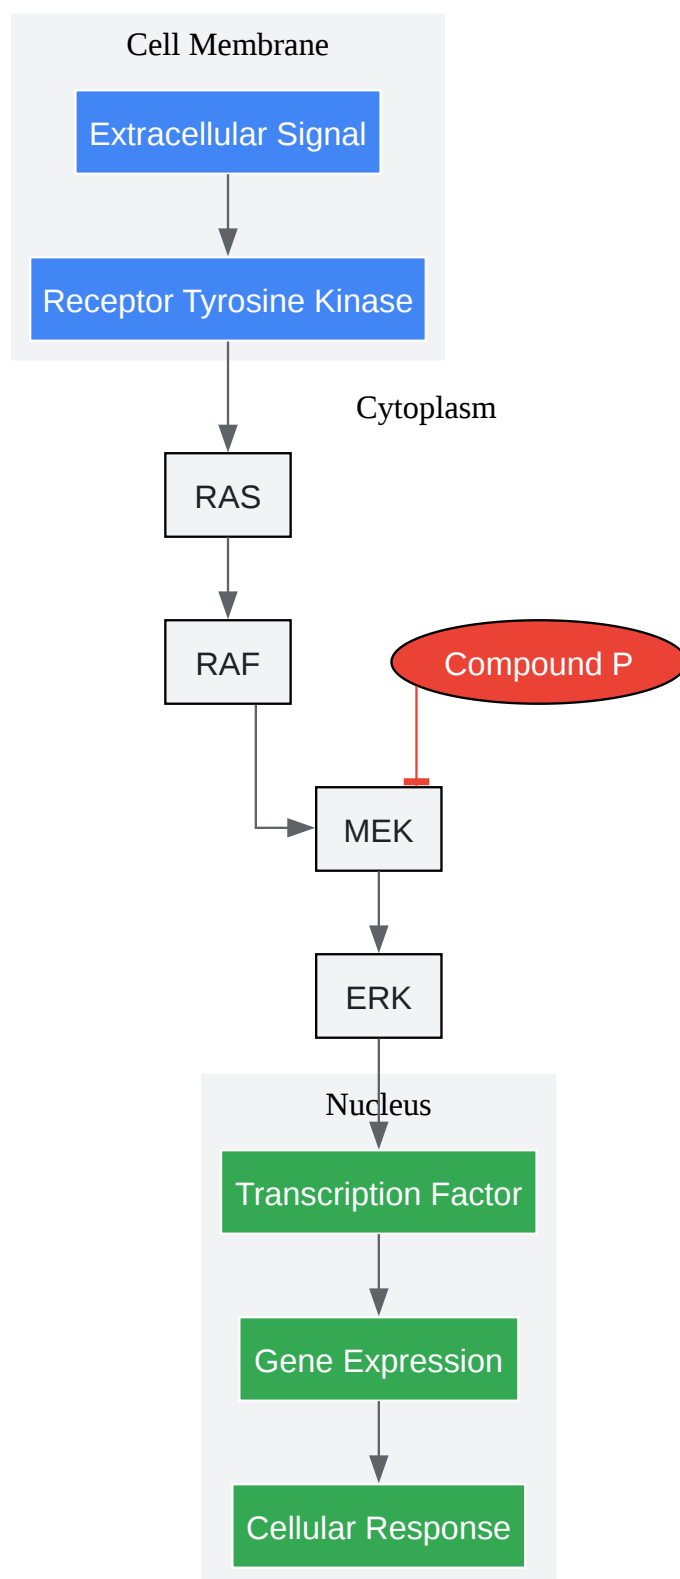 Cell Membrane
Extracellular Signal
Receptor Tyrosine Kinase
Cytoplasm
RAS
RAF
Compound P
MEK
ERK
Nucleus
Transcription Factor
Gene Expression
Cellular Response